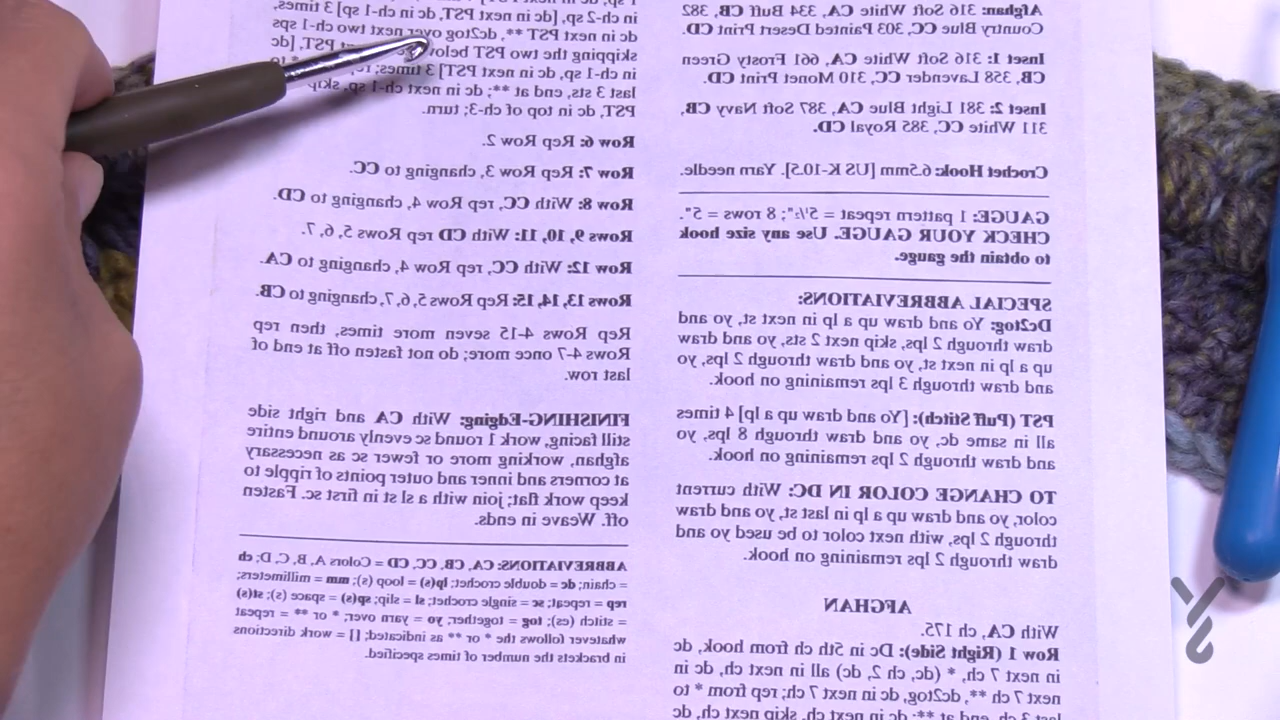 Afghan: 316 Soft White CA, 334 Buff CB, 382
Country Blue CC, 303 Painted Desert Print CD.
Inset 1: 316 Soft White CA, 661 Frosty Green
CB, 358 Lavender CC, 310 Monet Print CD.
Inset 2: 381 Light Blue CA, 387 Soft Navy CB,
311 White CC, 385 Royal CD.
Crochet Hook: 6.5mm [US K-10.5]. Yarn needle.
GAUGE: 1 pattern repeat = 5½"; 8 rows = 5".
CHECK YOUR GAUGE. Use any size hook
to obtain the gauge.
SPECIAL ABBREVIATIONS:
Dc2tog: Yo and draw up a lp in next st, yo and
draw through 2 lps, skip next 2 sts, yo and draw
up a lp in next st, yo and draw through 2 lps, yo
and draw through 3 lps remaining on hook.
PST (Puff Stitch): [Yo and draw up a lp] 4 times
all in same dc, yo and draw through 8 lps, yo
and draw through 2 lps remaining on hook.
TO CHANGE COLOR IN DC: With current
color, yo and draw up a lp in last st, yo and draw
through 2 lps, with next color to be used yo and
draw through 2 lps remaining on hook.
AFGHAN
With CA, ch 175.
Row 1 (Right Side): Dc in 5th ch from hook, dc
in next 7 ch, * (dc, ch 2, dc) all in next ch, dc in
next 7 ch **, dc2tog, dc in next 7 ch; rep from * to
last 3 ch, end at **; dc in next ch, skip next ch, dc
in ch-2 sp, [dc in next PST, dc in ch-1 sp] 3 times,
dc in next PST **, dc2tog over next two ch-1 sps
skipping the two PST below, PST, [dc
in ch-1 sp, dc in next PST] 3 times; * to
last 3 sts, end at **; dc in next ch-1 sp, skip
PST, dc in top of ch-3; turn.
Row 6: Rep Row 2.
Row 7: Rep Row 3, changing to CC.
Row 8: With CC, rep Row 4, changing to CD.
Rows 9, 10, 11: With CD rep Rows 5, 6, 7.
Row 12: With CC, rep Row 4, changing to CA.
Rows 13, 14, 15: Rep Rows 5, 6, 7, changing to CB.
Rep Rows 4-15 seven more times, then rep
Rows 4-7 once more; do not fasten off at end of
last row.
FINISHING-Edging: With CA and right side
still facing, work 1 round sc evenly around entire
afghan, working more or fewer sc as necessary
at corners and inner and outer points of ripple to
keep work flat; join with a sl st in first sc. Fasten
off. Weave in ends.
ABBREVIATIONS: CA, CB, CC, CD = Colors A, B, C, D; ch
= chain; dc = double crochet; lp(s) = loop (s); mm = millimeters;
rep = repeat; sc = single crochet; sl = slip; sp(s) = space (s); st(s)
= stitch (es); tog = together; yo = yarn over; * or ** = repeat
whatever follows the * or ** as indicated; [] = work directions
in brackets the number of times specified.